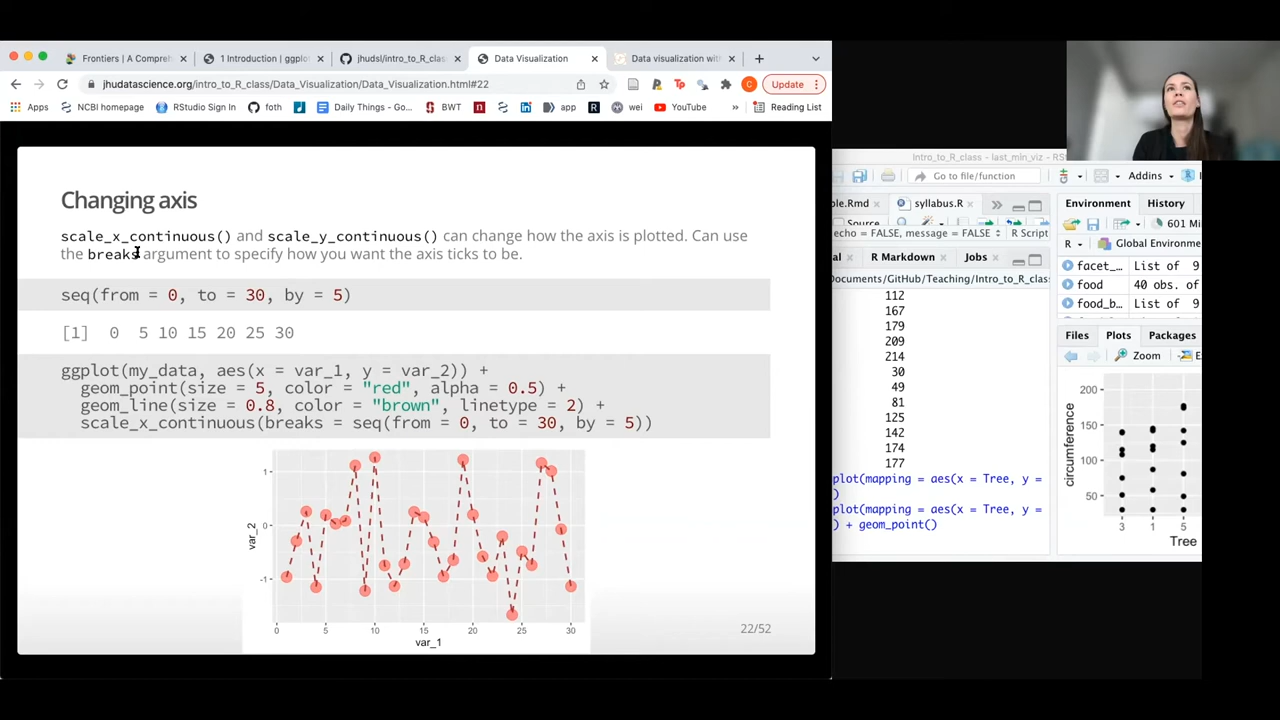 Frontiers | A Compreh
1 Introduction | ggplo
jhudsl/intro_to_R_class
Data Visualization
Data visualization with
jhudatascience.org/intro_to_R_class/Data_Visualization/Data_Visualization.html#22
Update
Apps
NCBI homepage
RStudio Sign In
foth
Daily Things - Go...
BWT
app
wei
YouTube
»
Reading List
Changing axis
scale_x_continuous() and scale_y_continuous() can change how the axis is plotted. Can use
the breaks argument to specify how you want the axis ticks to be.
seq(from = 0, to = 30, by = 5)
[1] 0 5 10 15 20 25 30
ggplot(my_data, aes(x = var_1, y = var_2)) +
geom_point(size = 5, color = "red", alpha = 0.5) +
geom_line(size = 0.8, color = "brown", linetype = 2) +
scale_x_continuous(breaks = seq(from = 0, to = 30, by = 5))
1
0
-1
var_2
0 5 10 15 20 25 30
var_1
22/52
Intro_to_R_class - last_min_viz - RS
Go to file/function
Addins
ble.Rmd
syllabus.R
Source
echo = FALSE, message = FALSE
R Script
al
R Markdown
Jobs
Documents/GitHub/Teaching/Intro_to_R_clas
112
167
179
209
214
30
49
81
125
142
174
177
plot(mapping = aes(x = Tree, y =
)
plot(mapping = aes(x = Tree, y =
) + geom_point()
Environment
History
601 Mi
R
Global Environme
facet_...
List of 9
food
40 obs. of
food_b...
List of 9
Files
Plots
Packages
Zoom
200
150
100
50
circumference
3 1 5
Tree